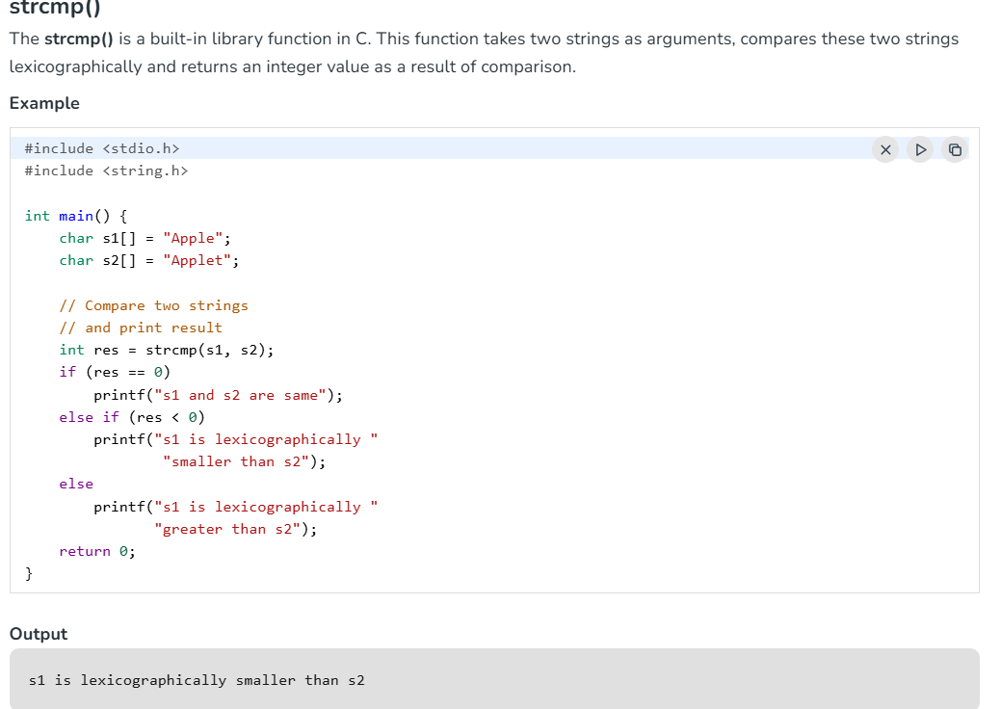 strcmp()
The strcmp() is a built-in library function in C. This function takes two strings as arguments, compares these two strings
lexicographically and returns an integer value as a result of comparison.
Example
#include <stdio.h>
#include <string.h>

int main() {
    char s1[] = "Apple";
    char s2[] = "Applet";

    // Compare two strings
    // and print result
    int res = strcmp(s1, s2);
    if (res == 0)
        printf("s1 and s2 are same");
    else if (res < 0)
        printf("s1 is lexicographically "
                "smaller than s2");
    else
        printf("s1 is lexicographically "
               "greater than s2");
    return 0;
}
Output
s1 is lexicographically smaller than s2